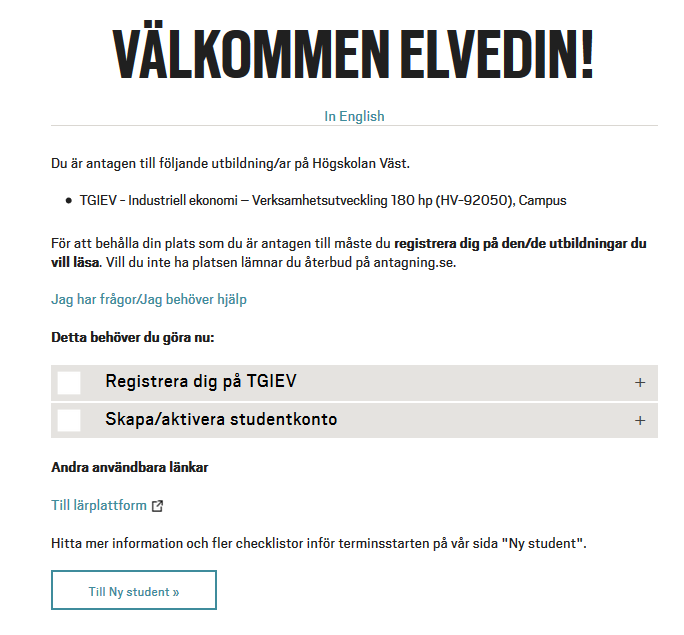 VÄLKOMMEN ELVEDIN!
In English
Du är antagen till följande utbildning/ar på Högskolan Väst.
• TGIEV - Industriell ekonomi – Verksamhetsutveckling 180 hp (HV-92050), Campus
För att behålla din plats som du är antagen till måste du registrera dig på den/de utbildningar du
vill läsa. Vill du inte ha platsen lämnar du återbud på antagning.se.
Jag har frågor/Jag behöver hjälp
Detta behöver du göra nu:
Registrera dig på TGIEV +
Skapa/aktivera studentkonto +
Andra användbara länkar
Till lärplattform
Hitta mer information och fler checklistor inför terminsstarten på vår sida "Ny student".
Till Ny student »